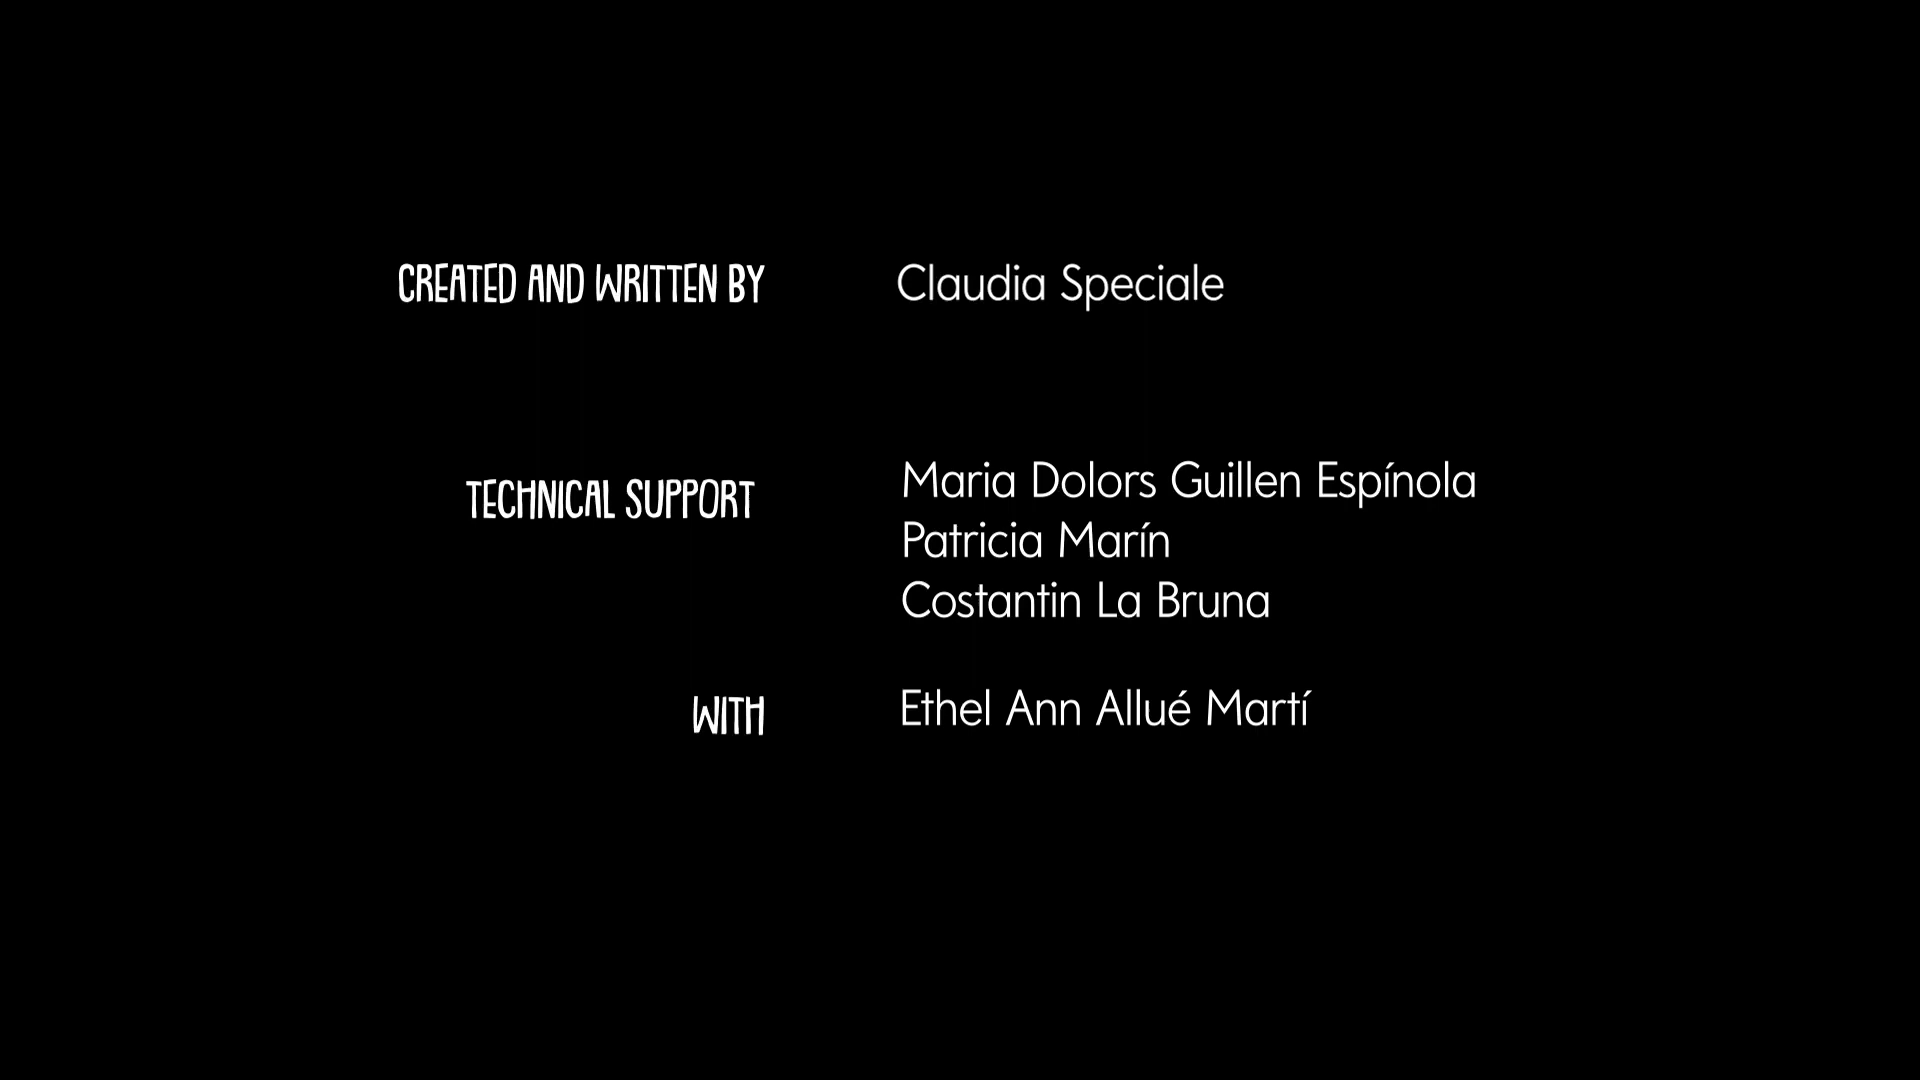 CREATED AND WRITTEN BY Claudia Speciale
TECHNICAL SUPPORT Maria Dolors Guillen Espínola
Patricia Marín
Costantin La Bruna
WITH Ethel Ann Allué Martí